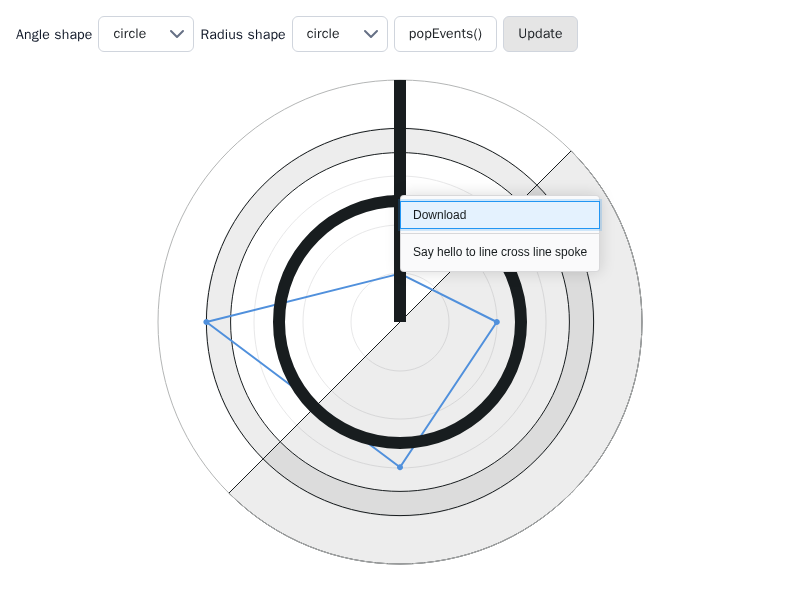 Angle shape circle Radius shape circle popEvents() Update
Download
Say hello to line cross line spoke